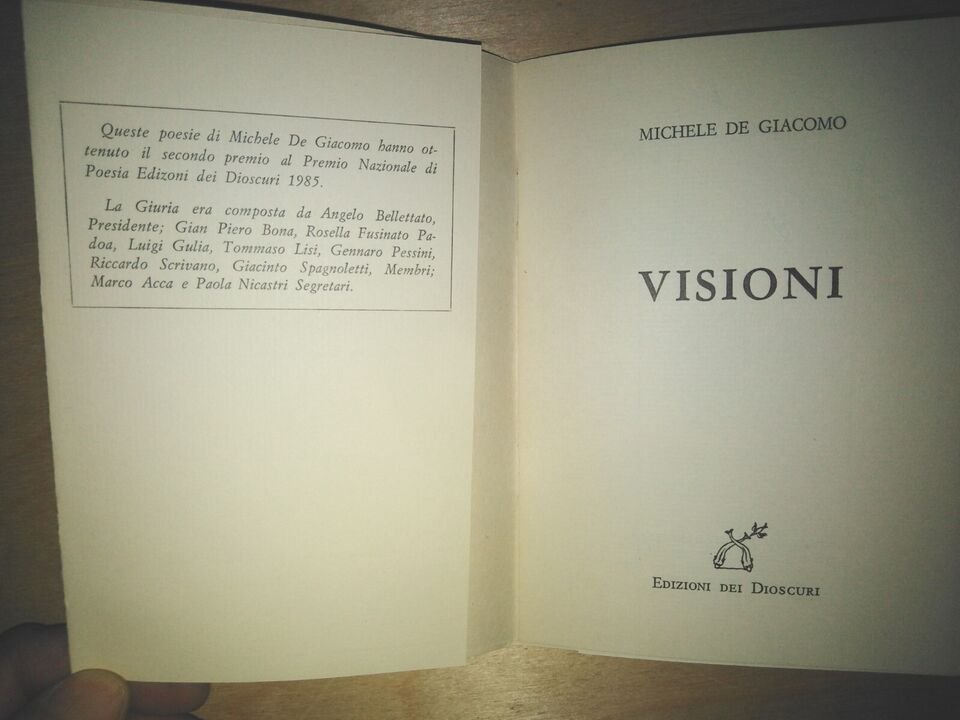 Queste poesie di Michele De Giacomo hanno ot-
tenuto il secondo premio al Premio Nazionale di
Poesia Edizoni dei Dioscuri 1985.
La Giuria era composta da Angelo Bellettato,
Presidente; Gian Piero Bona, Rosella Fusinato Pa-
doa, Luigi Gulia, Tommaso Lisi, Gennaro Pessini,
Riccardo Scrivano, Giacinto Spagnoletti, Membri;
Marco Acca e Paola Nicastri Segretari.
MICHELE DE GIACOMO
VISIONI
EDIZIONI DEI DIOSCURI